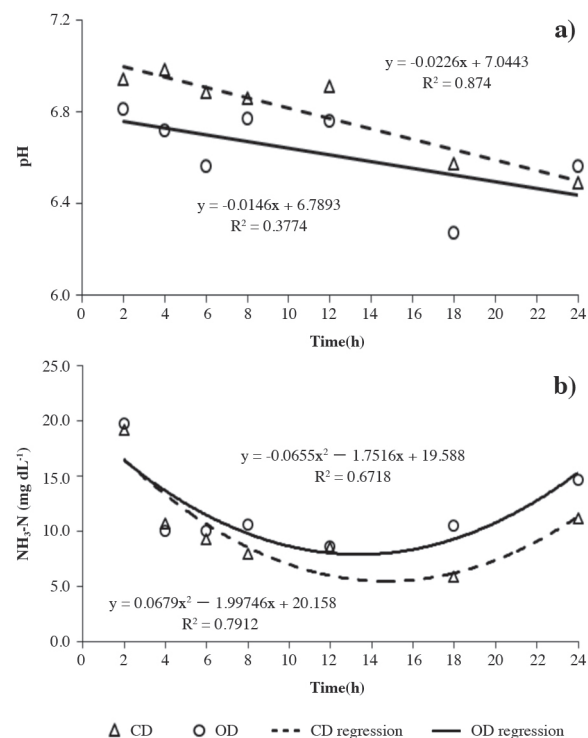 a)
7.2
6.8
6.4
6.0
pH
y = -0.0226x + 7.0443
R² = 0.874
y = -0.0146x + 6.7893
R² = 0.3774
0 2 4 6 8 10 12 14 16 18 20 22 24
Time(h)
b)
25.0
20.0
15.0
10.0
5.0
0.0
NH₃-N (mg dL⁻¹)
y = -0.0655x² − 1.7516x + 19.588
R² = 0.6718
y = 0.0679x² − 1.99746x + 20.158
R² = 0.7912
0 2 4 6 8 10 12 14 16 18 20 22 24
Time(h)
CD OD CD regression OD regression